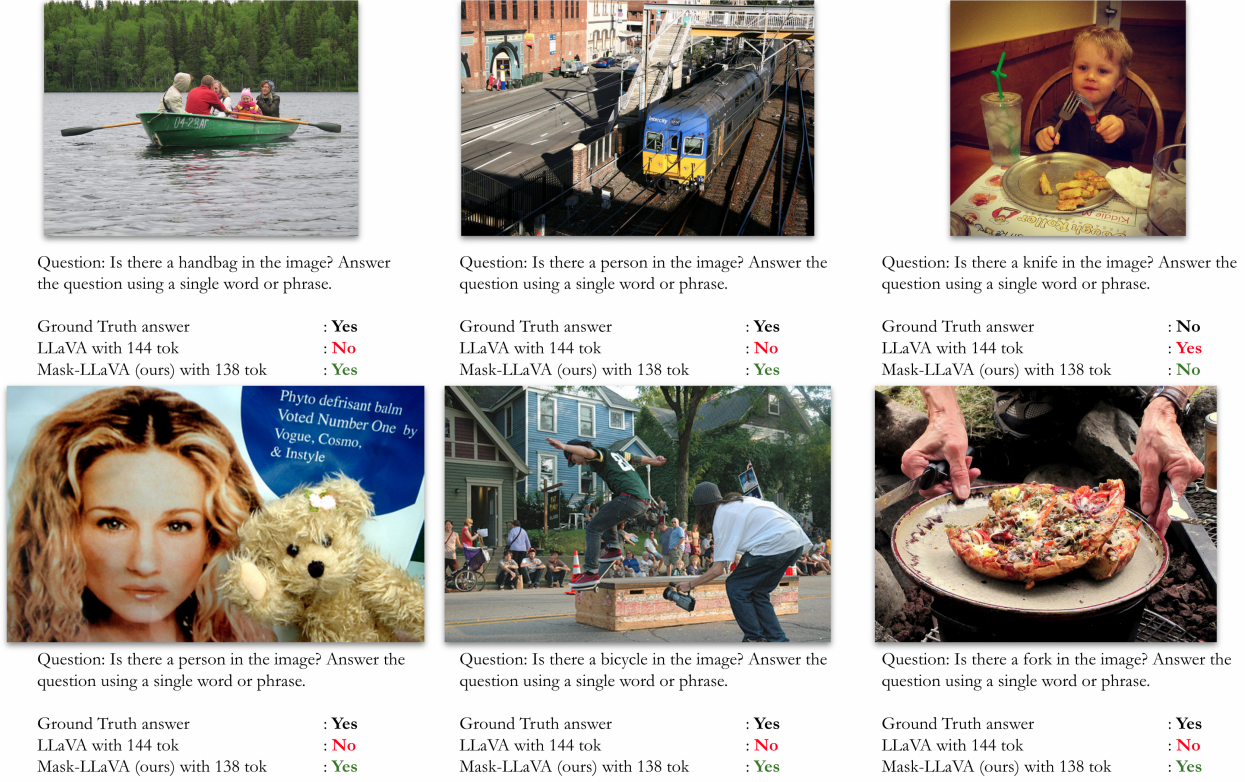 04-28АГ
intercity
Kiddie M
Question: Is there a handbag in the image? Answer
the question using a single word or phrase.
Ground Truth answer : Yes
LLaVA with 144 tok : No
Mask-LLaVA (ours) with 138 tok : Yes
Question: Is there a person in the image? Answer the
question using a single word or phrase.
Ground Truth answer : Yes
LLaVA with 144 tok : No
Mask-LLaVA (ours) with 138 tok : Yes
Question: Is there a knife in the image? Answer the
question using a single word or phrase.
Ground Truth answer : No
LLaVA with 144 tok : Yes
Mask-LLaVA (ours) with 138 tok : No
Phyto defrisant balm
Voted Number One by
Vogue, Cosmo,
& Instyle
Question: Is there a person in the image? Answer the
question using a single word or phrase.
Ground Truth answer : Yes
LLaVA with 144 tok : No
Mask-LLaVA (ours) with 138 tok : Yes
Question: Is there a bicycle in the image? Answer the
question using a single word or phrase.
Ground Truth answer : Yes
LLaVA with 144 tok : No
Mask-LLaVA (ours) with 138 tok : Yes
Question: Is there a fork in the image? Answer the
question using a single word or phrase.
Ground Truth answer : Yes
LLaVA with 144 tok : No
Mask-LLaVA (ours) with 138 tok : Yes